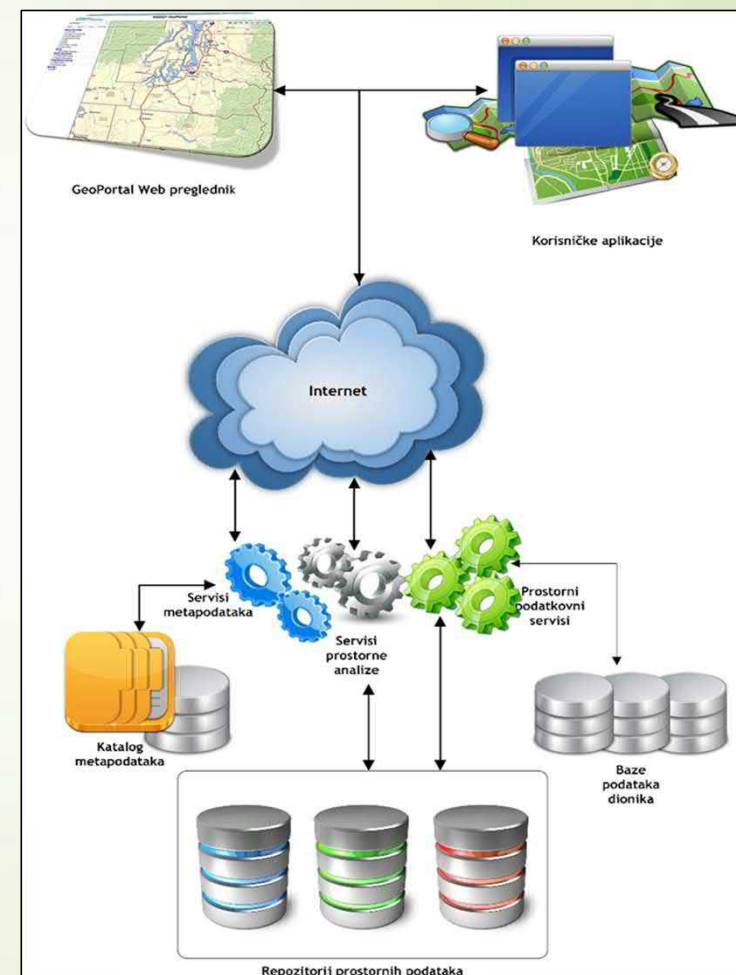 GeoPortal Web preglednik
Korisničke aplikacije
Internet
Servisi
metapodataka
Servisi
prostorne
analize
Prostorni
podatkovni
servisi
Katalog
metapodataka
Baze
podataka
dionika
Repozitorij prostornih podataka